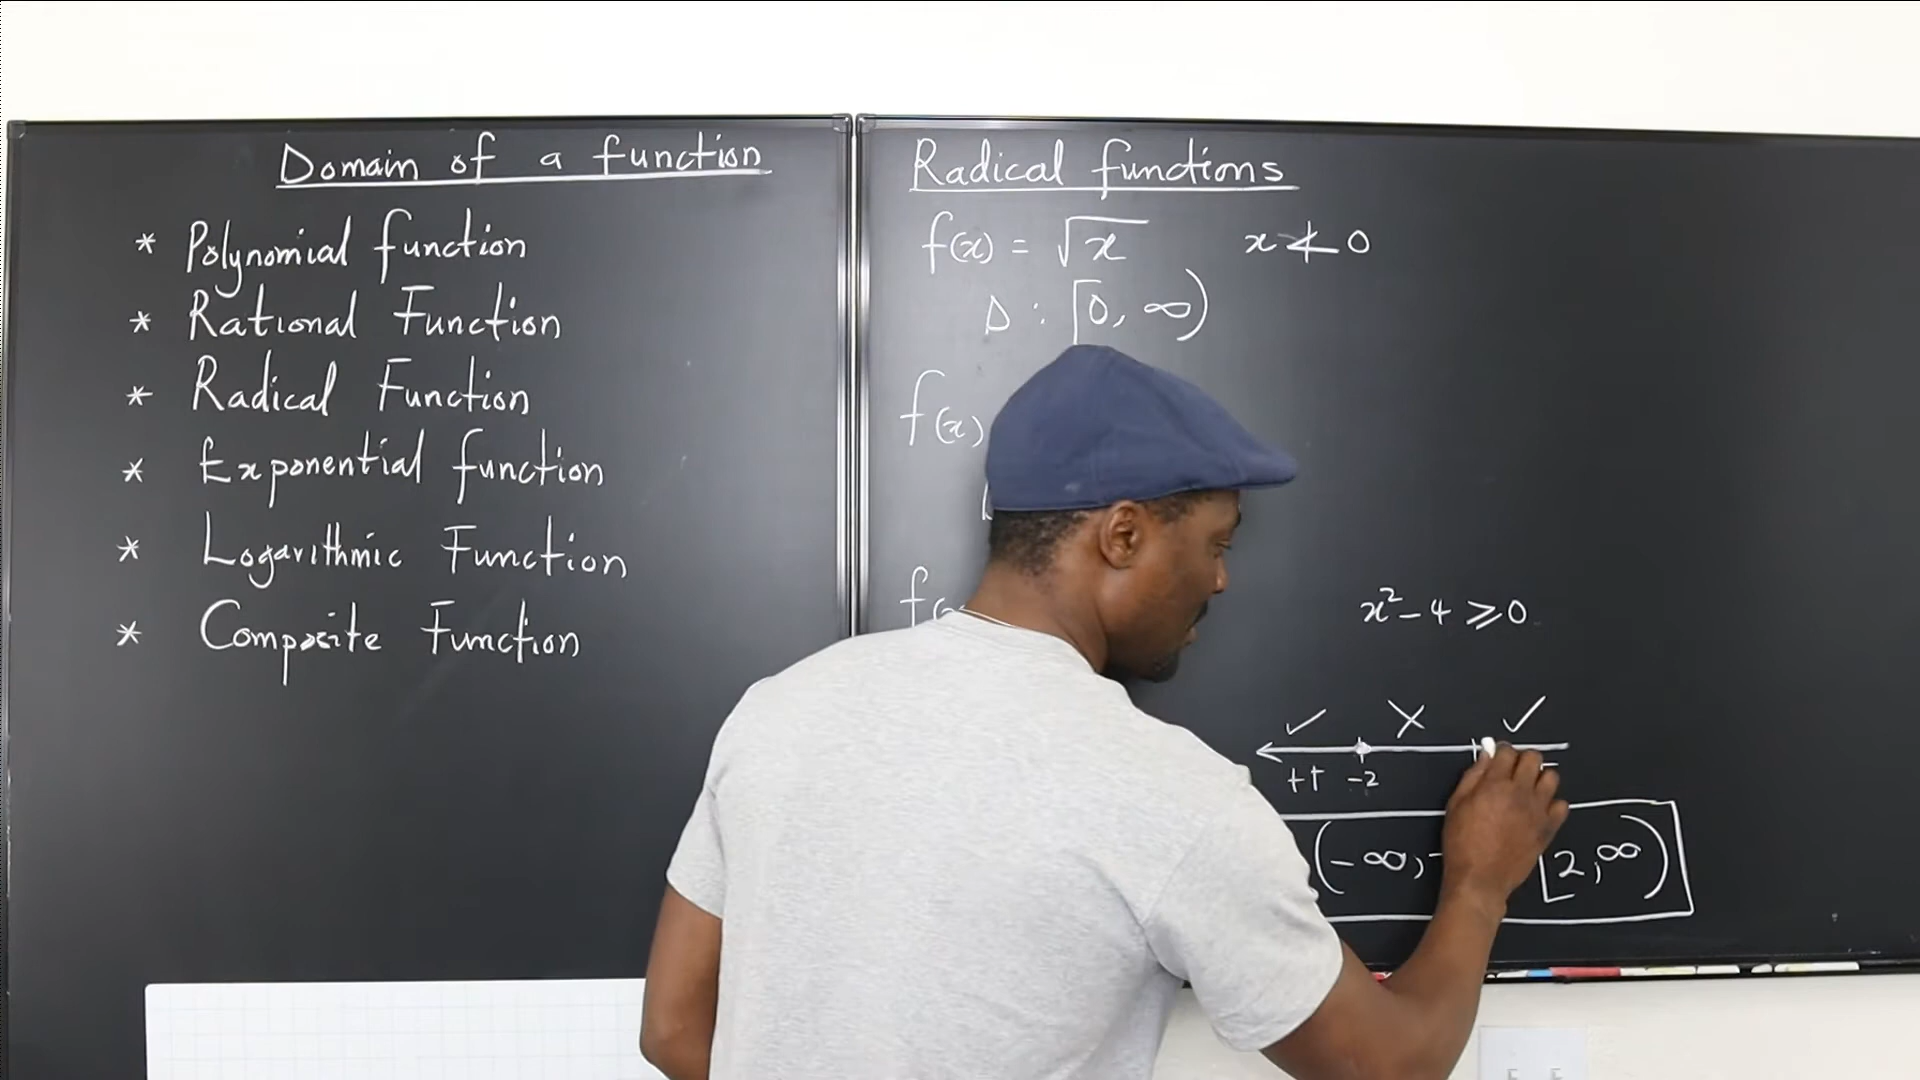 Domain of a function
* Polynomial function
* Rational Function
* Radical Function
* Exponential function
* Logarithmic Function
* Composite Function
Radical functions
f(x) = √x x ≮ 0
D : [0, ∞)
f(x)
x² - 4 ⩾ 0
✓ X ✓
++ -2
(-∞, - [2, ∞)